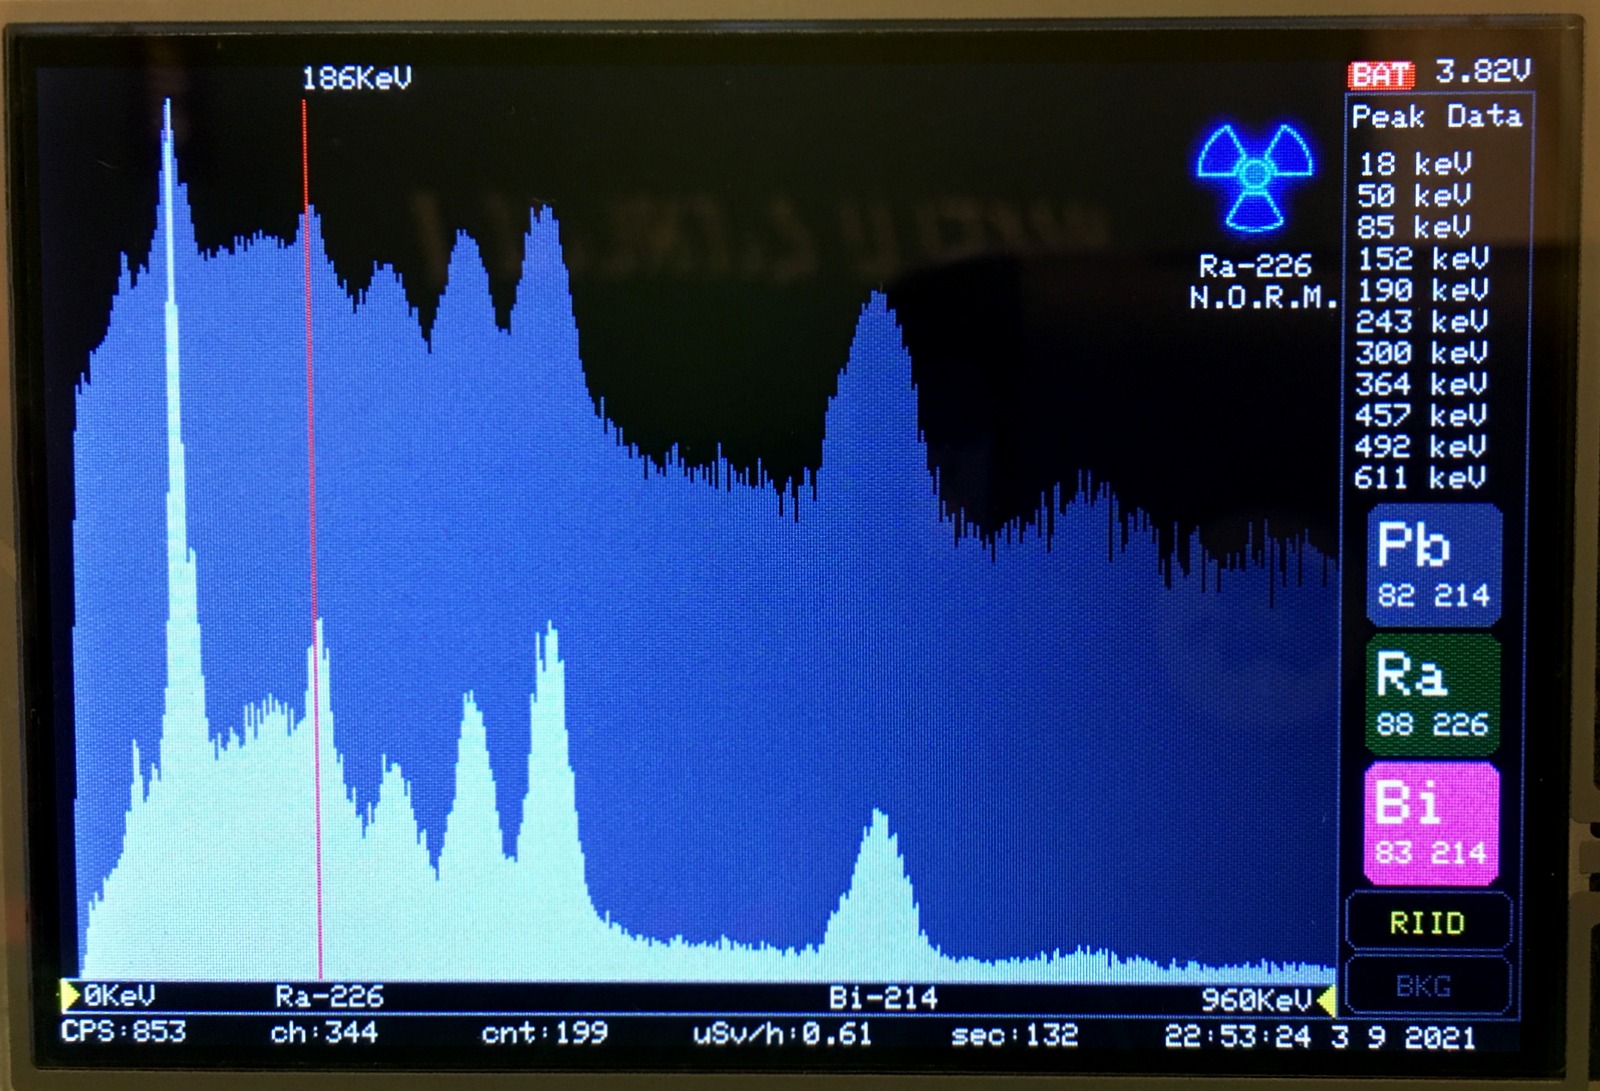 186KeV
BAT 3.82V
Peak Data
18 keV
50 keV
85 keV
152 keV
190 keV
243 keV
300 keV
364 keV
457 keV
492 keV
611 keV
Ra-226
N.O.R.M.
Pb
82 214
Ra
88 226
Bi
83 214
RIID
BKG
0KeV Ra-226 Bi-214 960KeV
CPS:853 ch:344 cnt:199 uSv/h:0.61 sec:132 22:53:24 3 9 2021